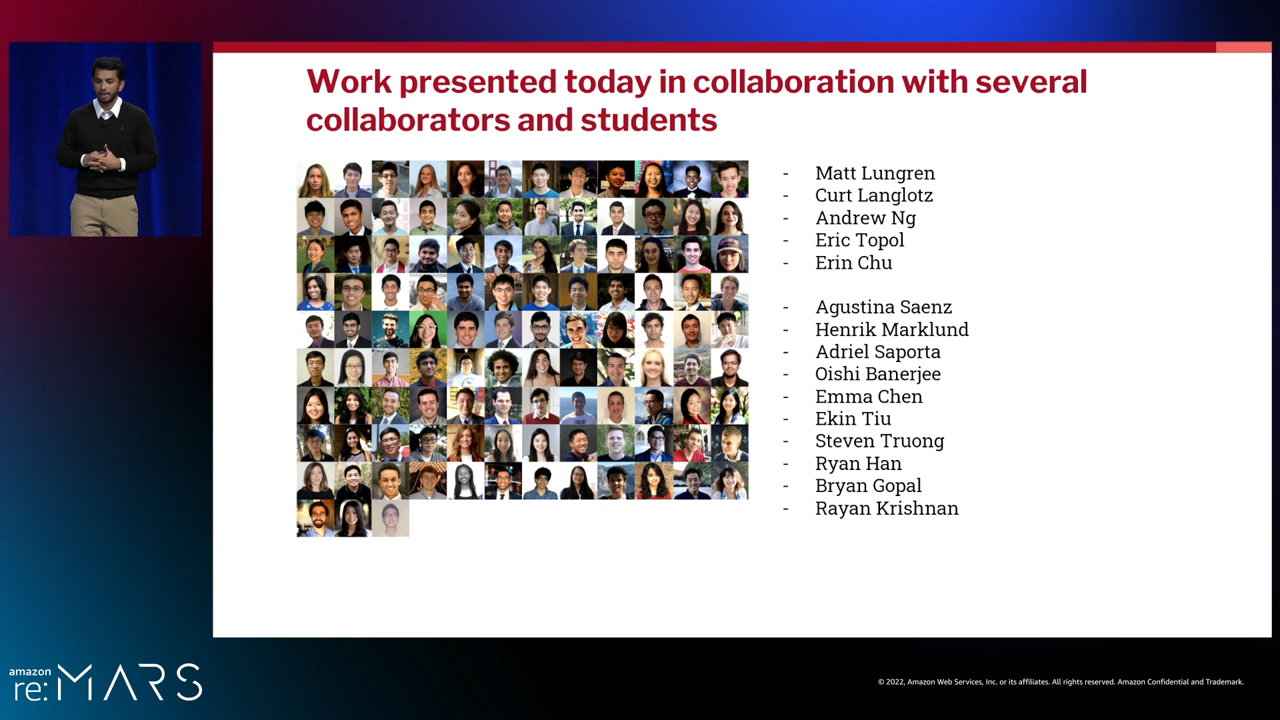 Work presented today in collaboration with several
collaborators and students
- Matt Lungren
- Curt Langlotz
- Andrew Ng
- Eric Topol
- Erin Chu
- Agustina Saenz
- Henrik Marklund
- Adriel Saporta
- Oishi Banerjee
- Emma Chen
- Ekin Tiu
- Steven Truong
- Ryan Han
- Bryan Gopal
- Rayan Krishnan
amazon
re:MARS
© 2022, Amazon Web Services, Inc. or its affiliates. All rights reserved. Amazon Confidential and Trademark.